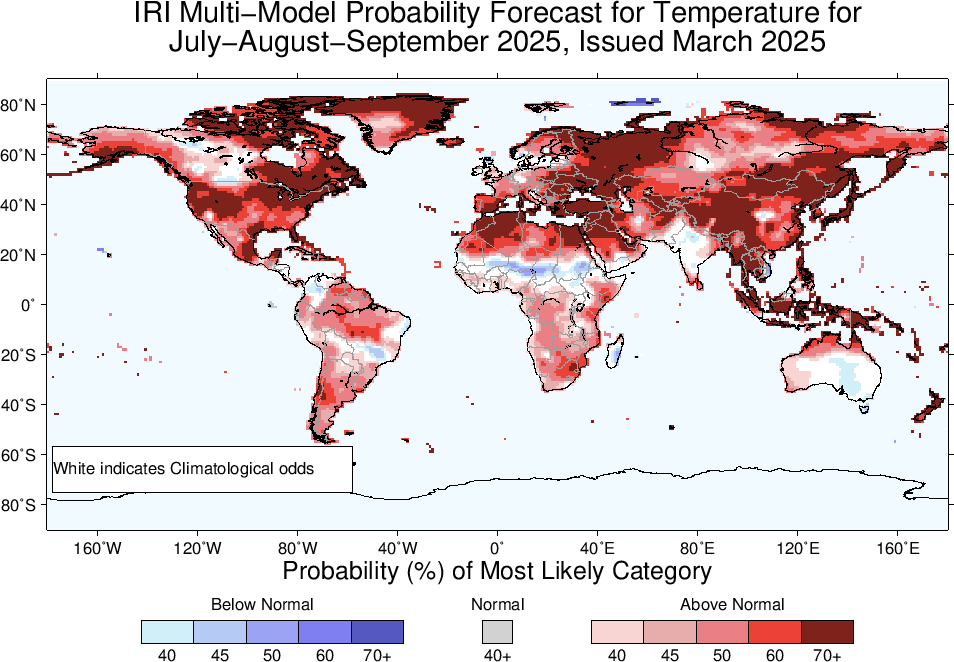 IRI Multi−Model Probability Forecast for Temperature for
July−August−September 2025, Issued March 2025
80˚N
60˚N
40˚N
20˚N
0˚
20˚S
40˚S
60˚S
80˚S
White indicates Climatological odds
160˚W 120˚W 80˚W 40˚W 0˚ 40˚E 80˚E 120˚E 160˚E
Probability (%) of Most Likely Category
Below Normal Normal Above Normal
40 45 50 60 70+ 40+ 40 45 50 60 70+